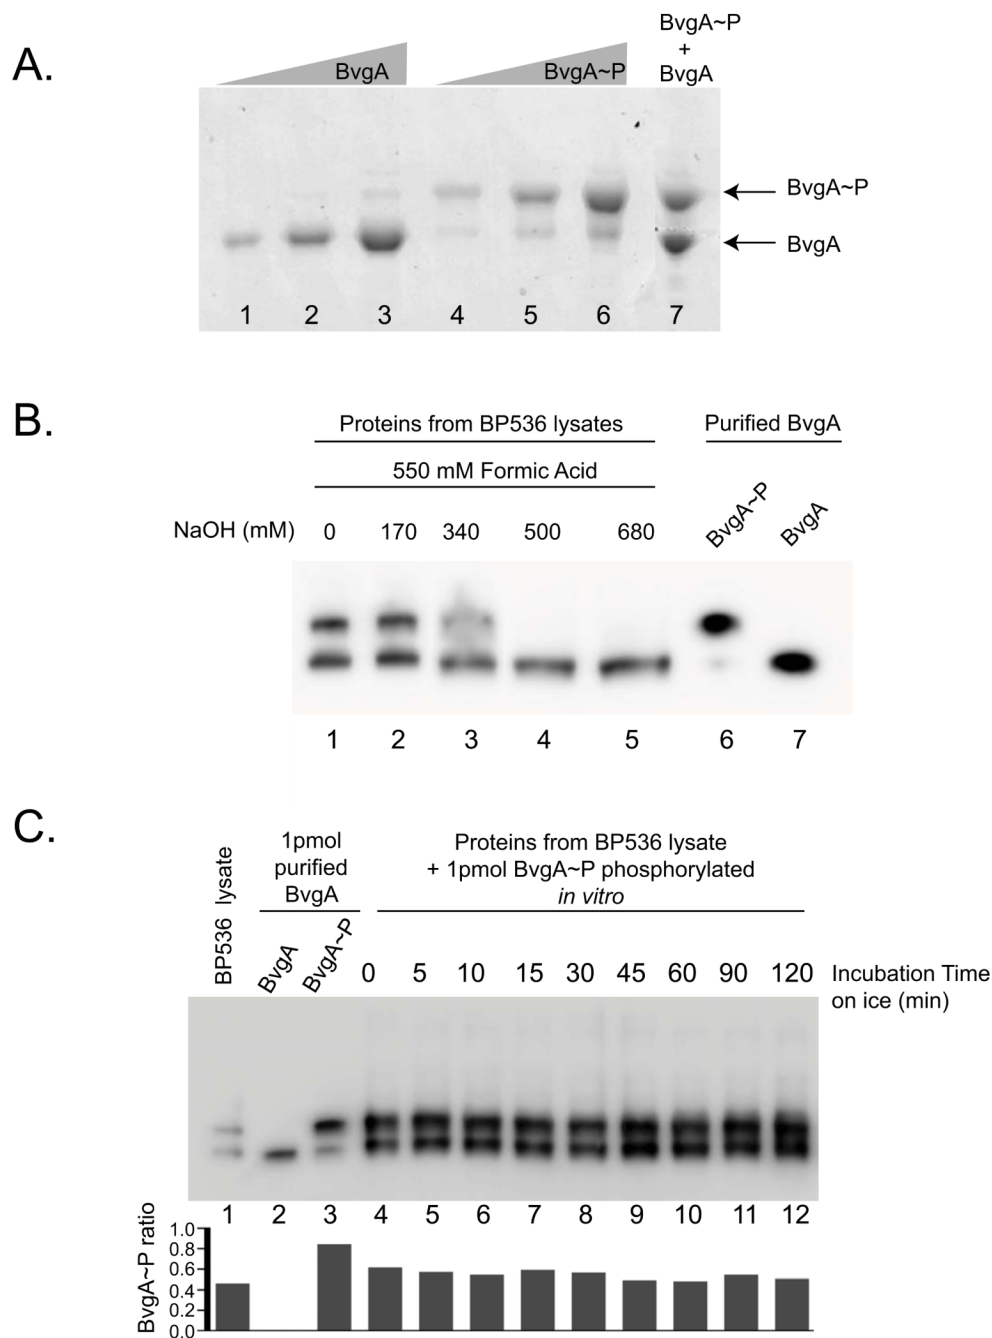 A.
BvgA
BvgA~P
BvgA~P
+
BvgA
BvgA~P
BvgA
1 2 3 4 5 6 7
B.
Proteins from BP536 lysates
Purified BvgA
550 mM Formic Acid
NaOH (mM) 0 170 340 500 680
BvgA~P
BvgA
1 2 3 4 5 6 7
C.
BP536 lysate
1pmol
purified
BvgA
BvgA
BvgA~P
Proteins from BP536 lysate
+ 1pmol BvgA~P phosphorylated
in vitro
0 5 10 15 30 45 60 90 120
Incubation Time
on ice (min)
1 2 3 4 5 6 7 8 9 10 11 12
BvgA~P ratio
1.0
0.8
0.6
0.4
0.2
0.0